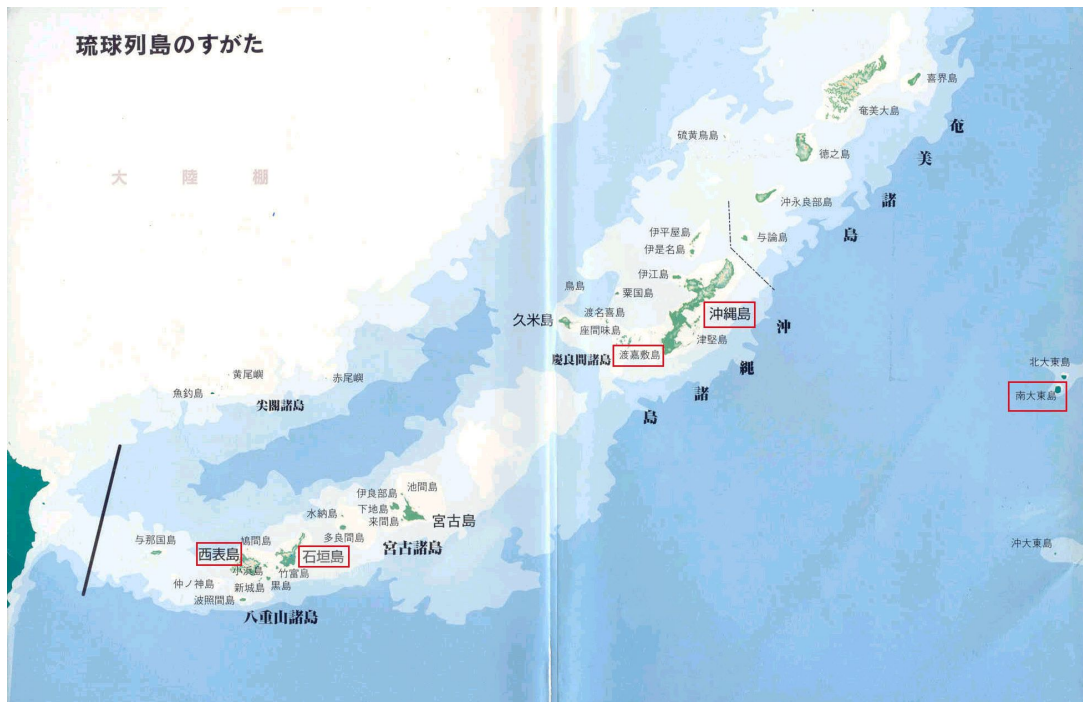 琉球列島のすがた
大陸棚
喜界島
奄美大島
硫黄鳥島
徳之島
奄美諸島
沖永良部島
伊平屋島
与論島
伊是名島
伊江島
鳥島
粟国島
久米島
渡名喜島
沖縄島
座間味島
津堅島
慶良間諸島
渡嘉敷島
沖縄諸島
北大東島
南大東島
黄尾嶼
赤尾嶼
魚釣島
尖閣諸島
池間島
伊良部島
下地島
水納島
来間島
宮古島
多良間島
宮古諸島
与那国島
鳩間島
西表島
石垣島
小浜島
竹富島
仲ノ神島
新城島
黒島
波照間島
八重山諸島
沖大東島